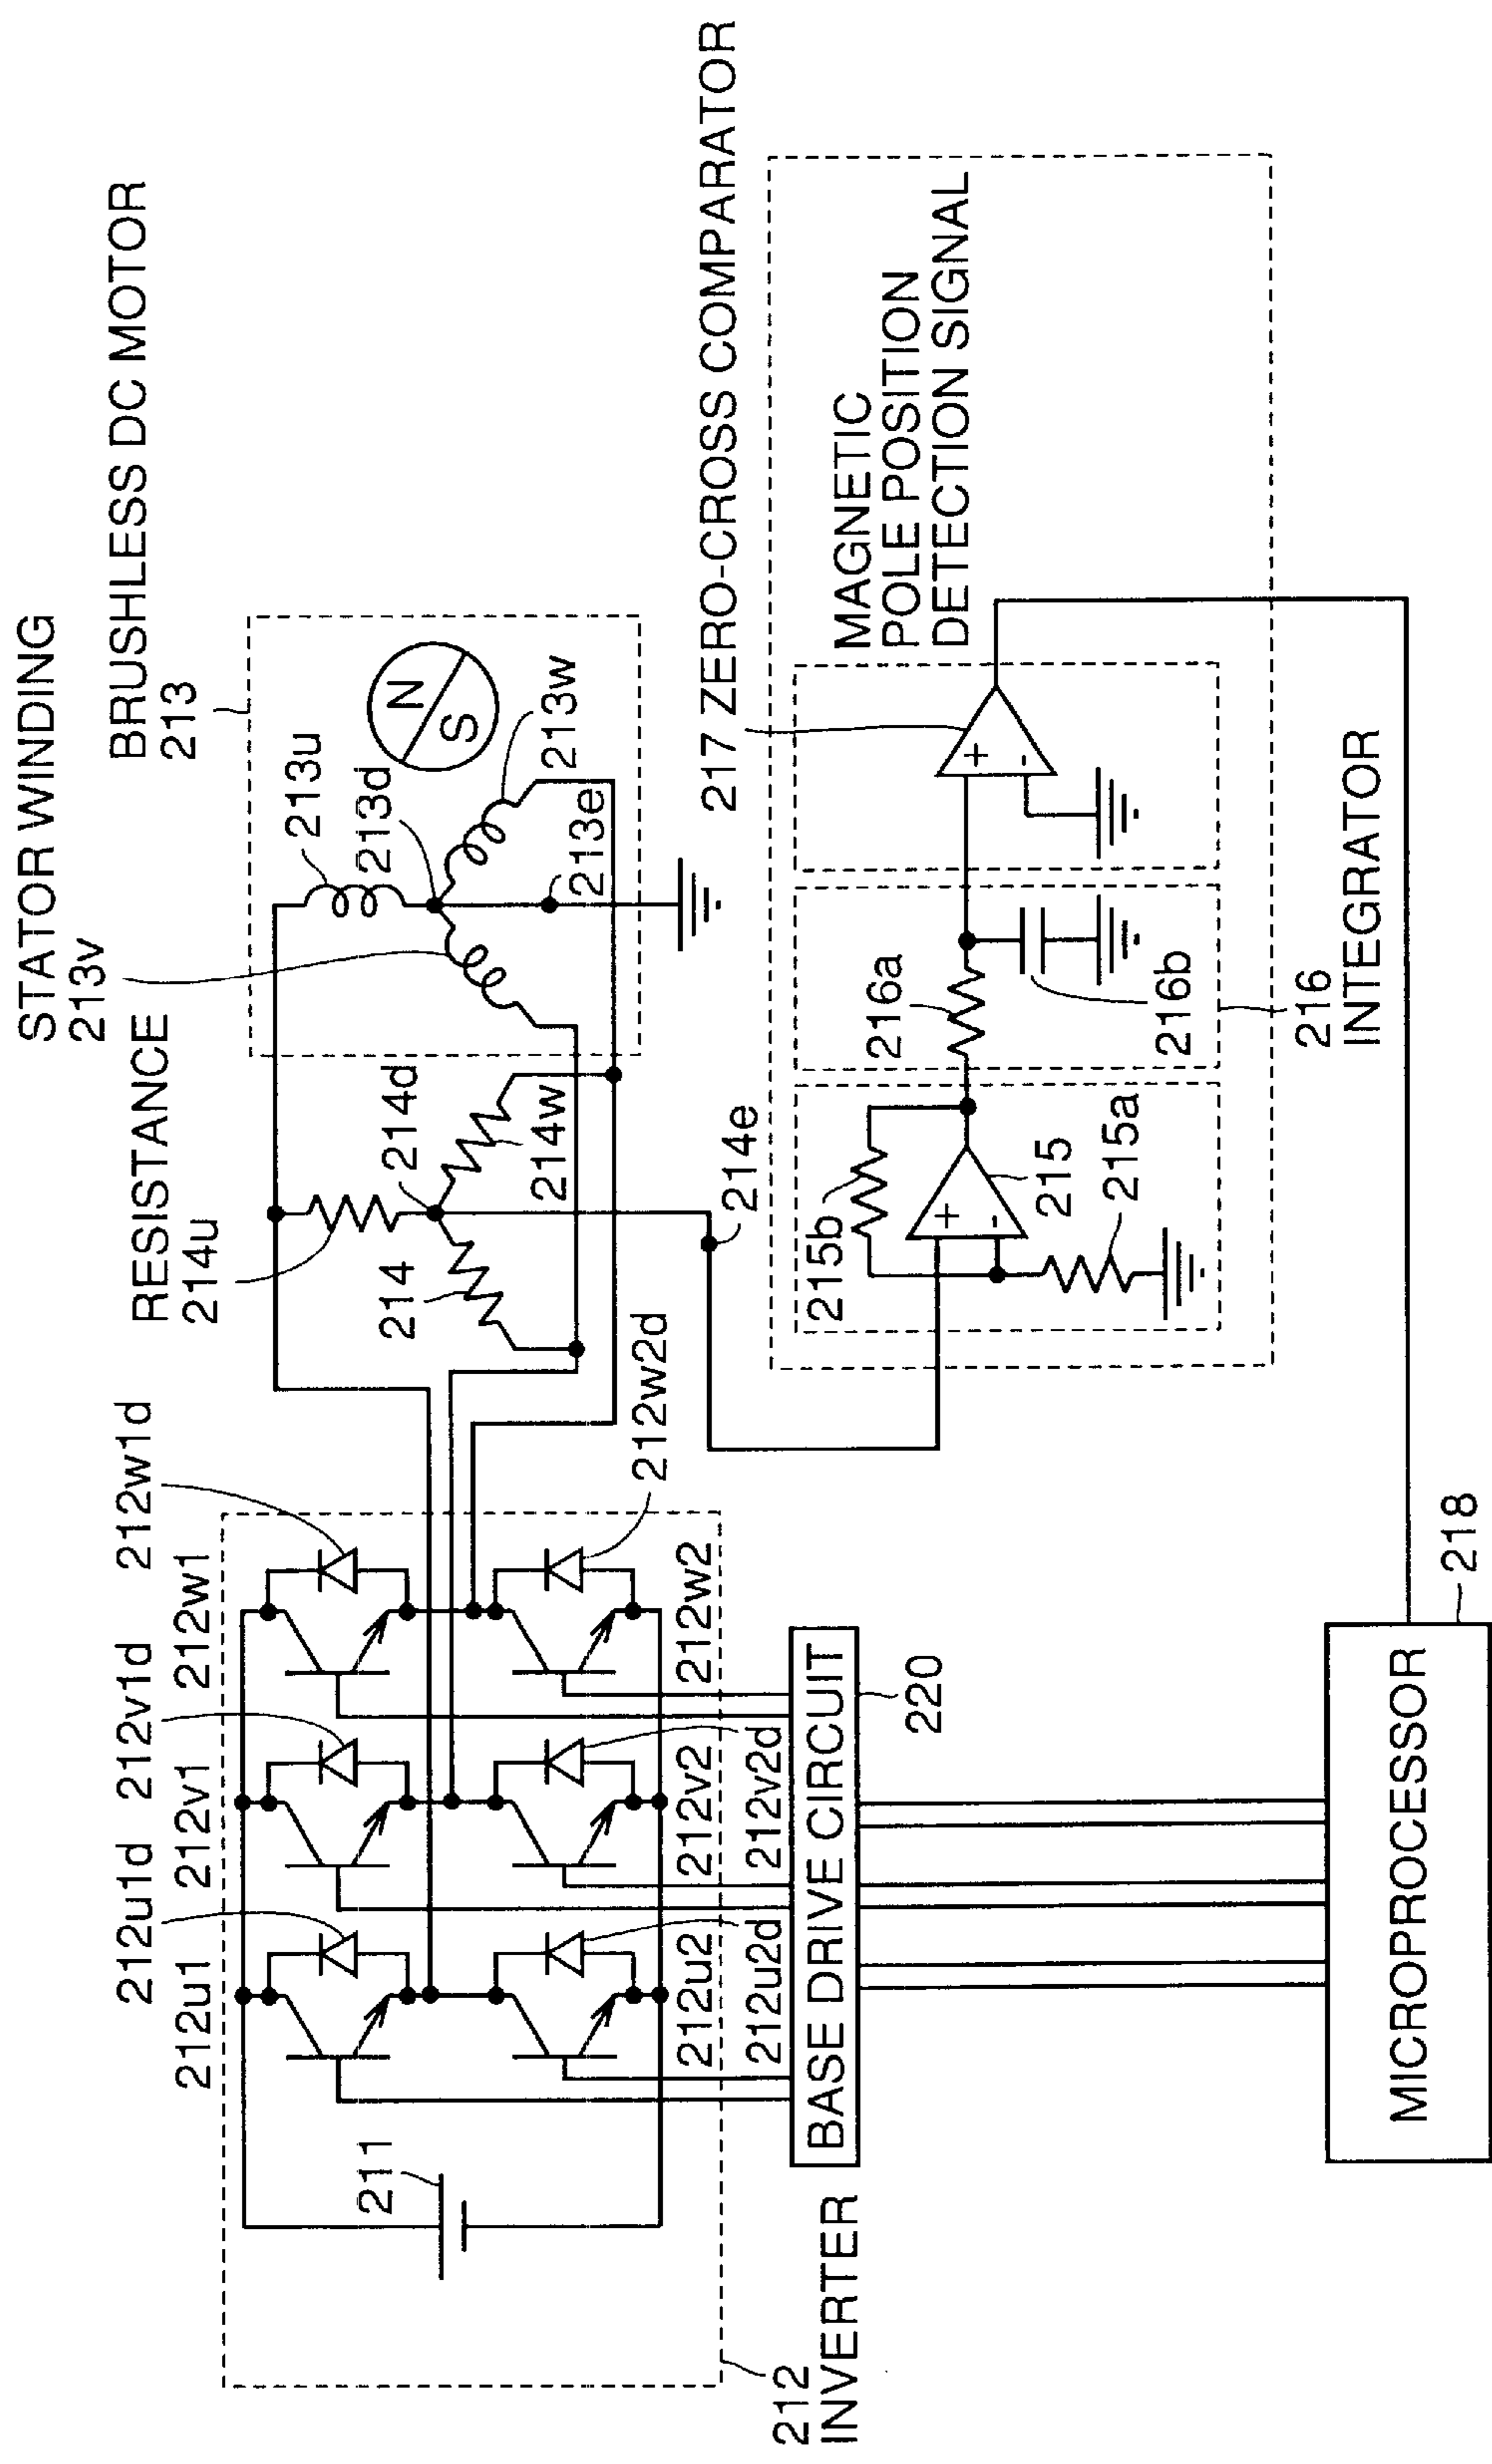 STATOR WINDING
213v
BRUSHLESS DC MOTOR
213
RESISTANCE
214u
213u
213d
N
S
213w
213e
214d
214w
214
214e
212w1d
212w1
212v1d
212v1
212u1d
212u1
211
212w2d
212w2
212v2
212v2d
212u2
212u2d
212
INVERTER
BASE DRIVE CIRCUIT
220
217 ZERO-CROSS COMPARATOR
MAGNETIC
POLE POSITION
DETECTION SIGNAL
+
-
216a
216b
216
INTEGRATOR
215b
+
-
215
215a
MICROPROCESSOR
218